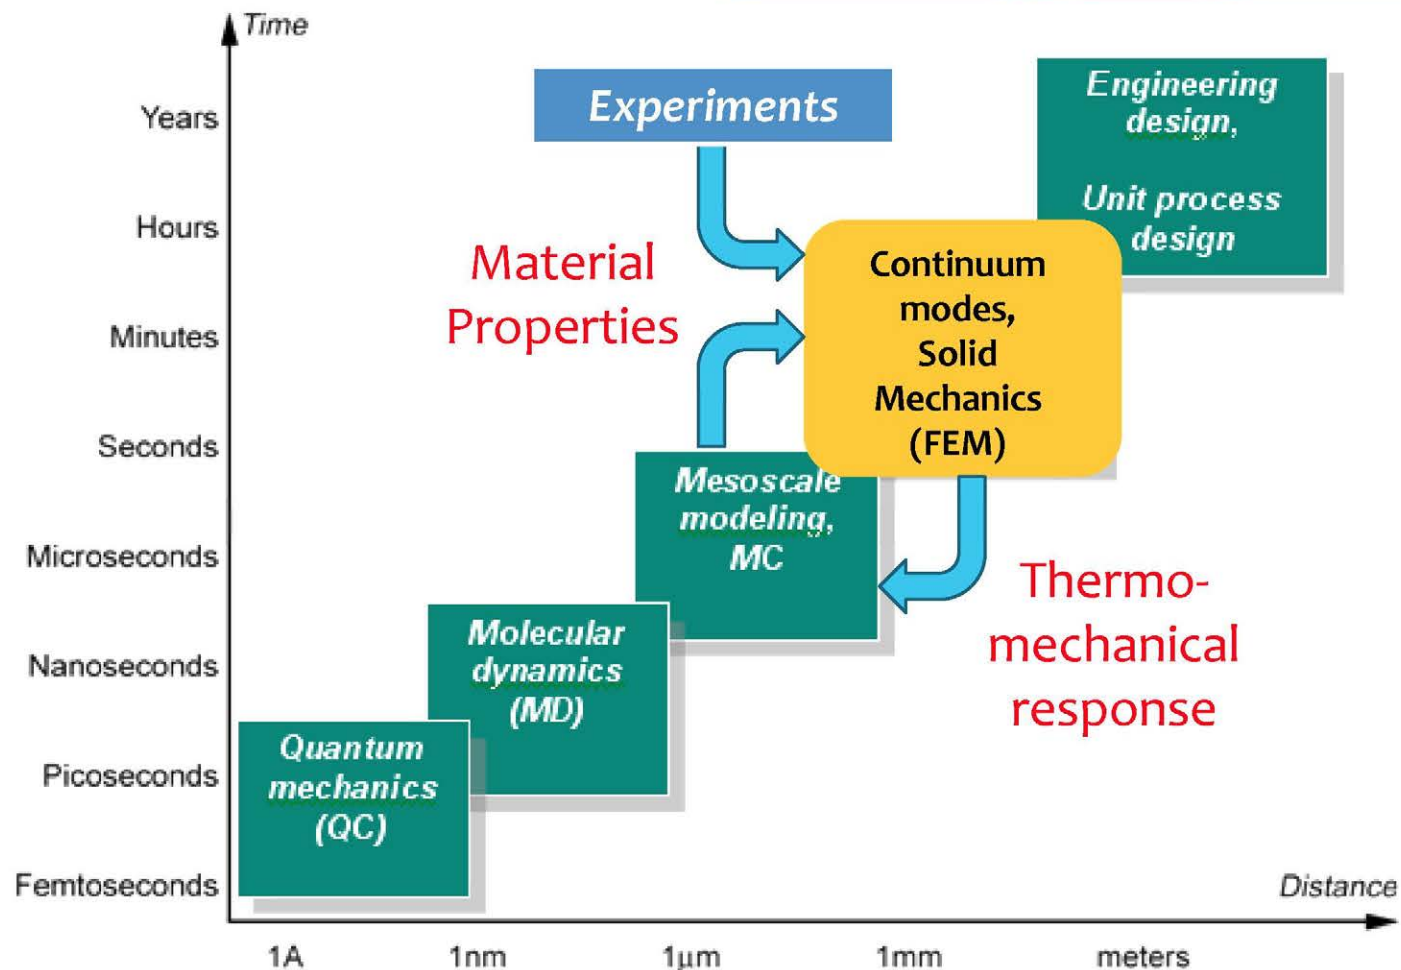 Time
Years
Hours
Minutes
Seconds
Microseconds
Nanoseconds
Picoseconds
Femtoseconds
Experiments
Engineering
design,
Unit process
design
Material
Properties
Continuum
modes,
Solid
Mechanics
(FEM)
Mesoscale
modeling,
MC
Thermo-
mechanical
response
Molecular
dynamics
(MD)
Quantum
mechanics
(QC)
Distance
1A
1nm
1μm
1mm
meters